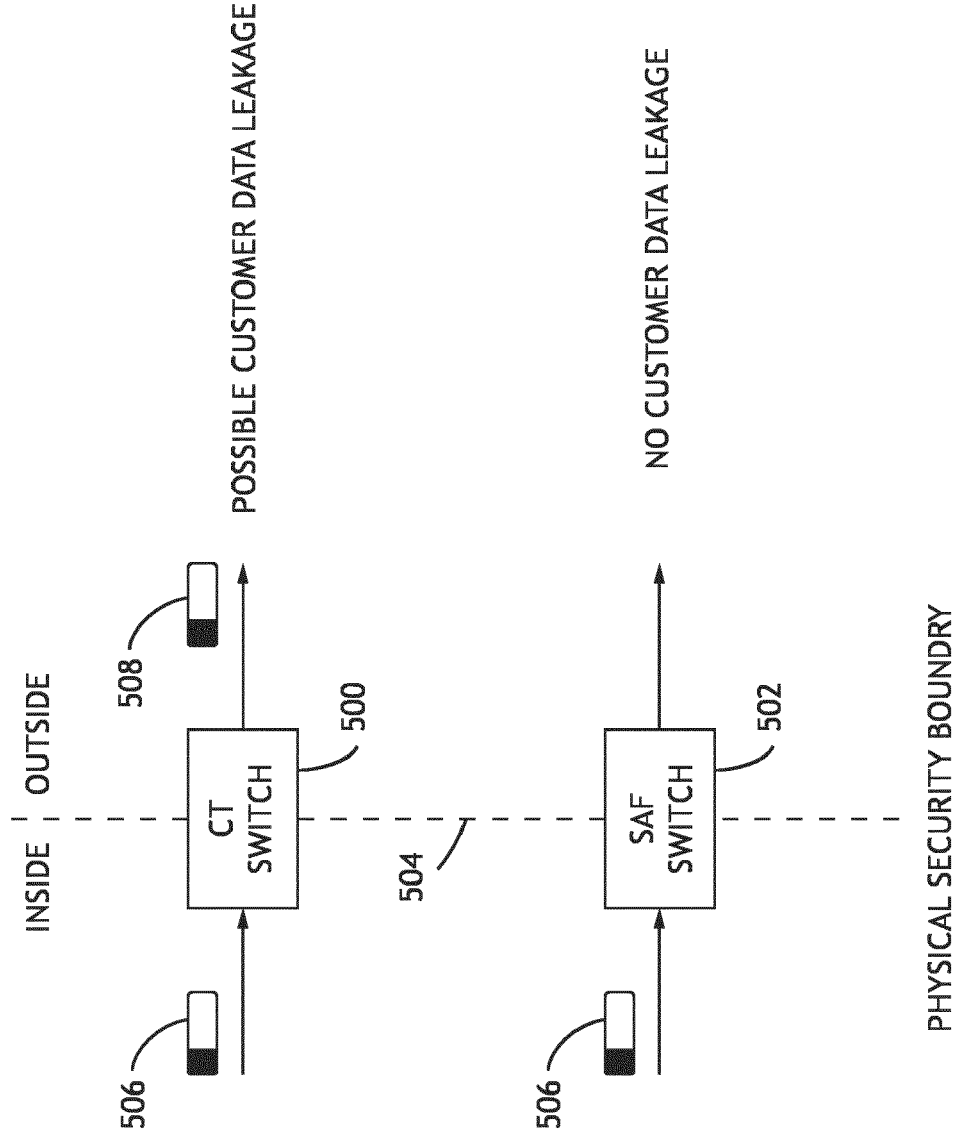 INSIDE
OUTSIDE
506
CT
SWITCH
500
508
POSSIBLE CUSTOMER DATA LEAKAGE
504
506
SAF
SWITCH
502
NO CUSTOMER DATA LEAKAGE
PHYSICAL SECURITY BOUNDRY